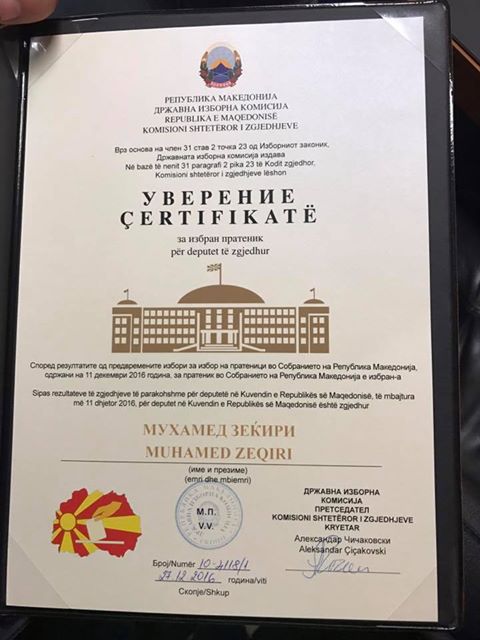 РЕПУБЛИКА МАКЕДОНИЈА
ДРЖАВНА ИЗБОРНА КОМИСИЈА
REPUBLIKA E MAQEDONISË
KOMISIONI SHTETËROR I ZGJEDHJEVE
Врз основа на член 31 став 2 точка 23 од Изборниот законик,
Државната изборна комисија издава
Në bazë të nenit 31 paragrafi 2 pika 23 të Kodit zgjedhor,
Komisioni shtetëror i zgjedhjeve lëshon
УВЕРЕНИЕ
ÇERTIFIKATË
за избран пратеник
për deputet të zgjedhur
Според резултатите од предвремените избори за избор на пратеници во Собранието на Република Македонија,
одржани на 11 декември 2016 година, за пратеник во Собранието на Република Македонија е избран-а
Sipas rezultateve të zgjedhjeve të parakohshme për deputetë në Kuvendin e Republikës së Maqedonisë, të mbajtura
më 11 dhjetor 2016, për deputet në Kuvendin e Republikës së Maqedonisë është zgjedhur
МУХАМЕД ЗЕЌИРИ
MUHAMED ZEQIRI
(име и презиме)
(emri dhe mbiemri)
М.П.
V.V.
Број/Numër 10-4118/1
27.12.2016 година/viti
Скопје/Shkup
ДРЖАВНА ИЗБОРНА
КОМИСИЈА
ПРЕТСЕДАТЕЛ
KOMISIONI SHTETËROR I ZGJEDHJEVE
KRYETAR
Александар Чичаковски
Aleksandar Çiçakovski